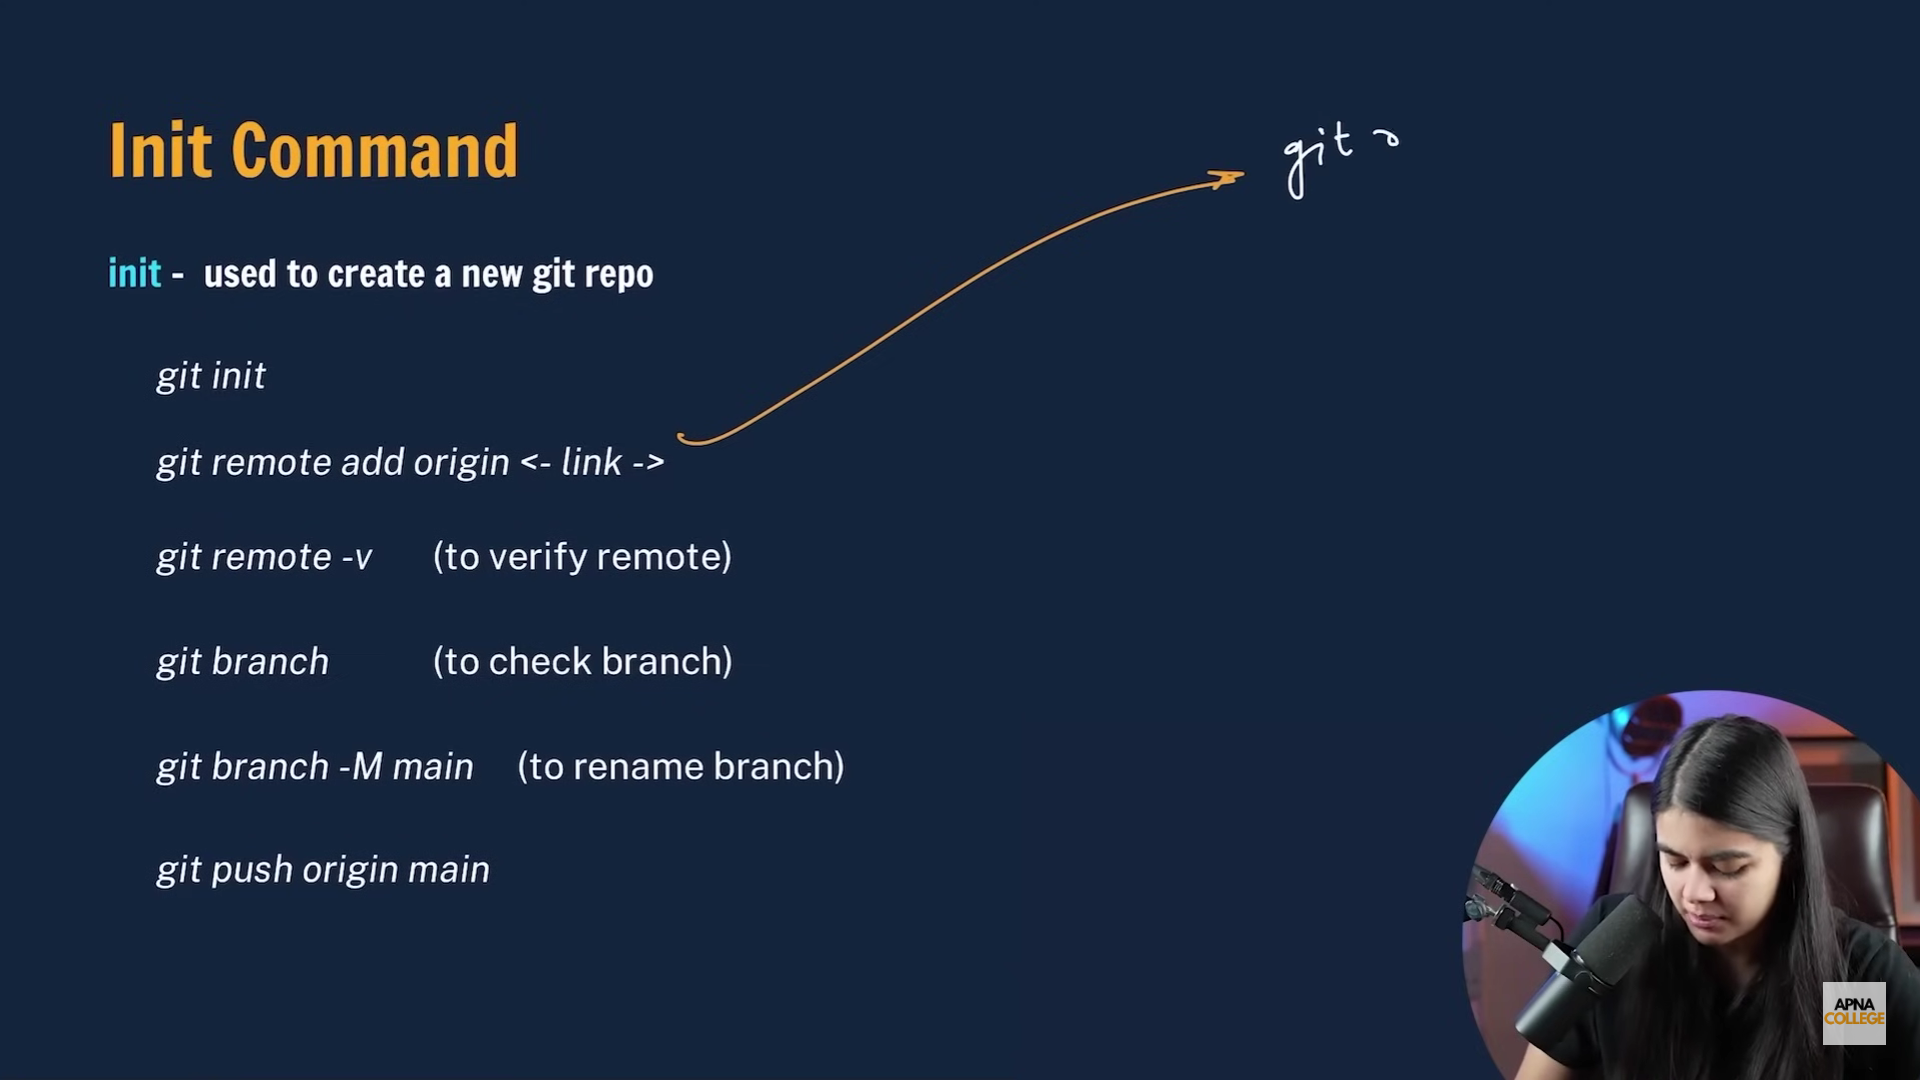 Init Command
git
init - used to create a new git repo
git init
git remote add origin <- link ->
git remote -v (to verify remote)
git branch (to check branch)
git branch -M main (to rename branch)
git push origin main
APNA
COLLEGE